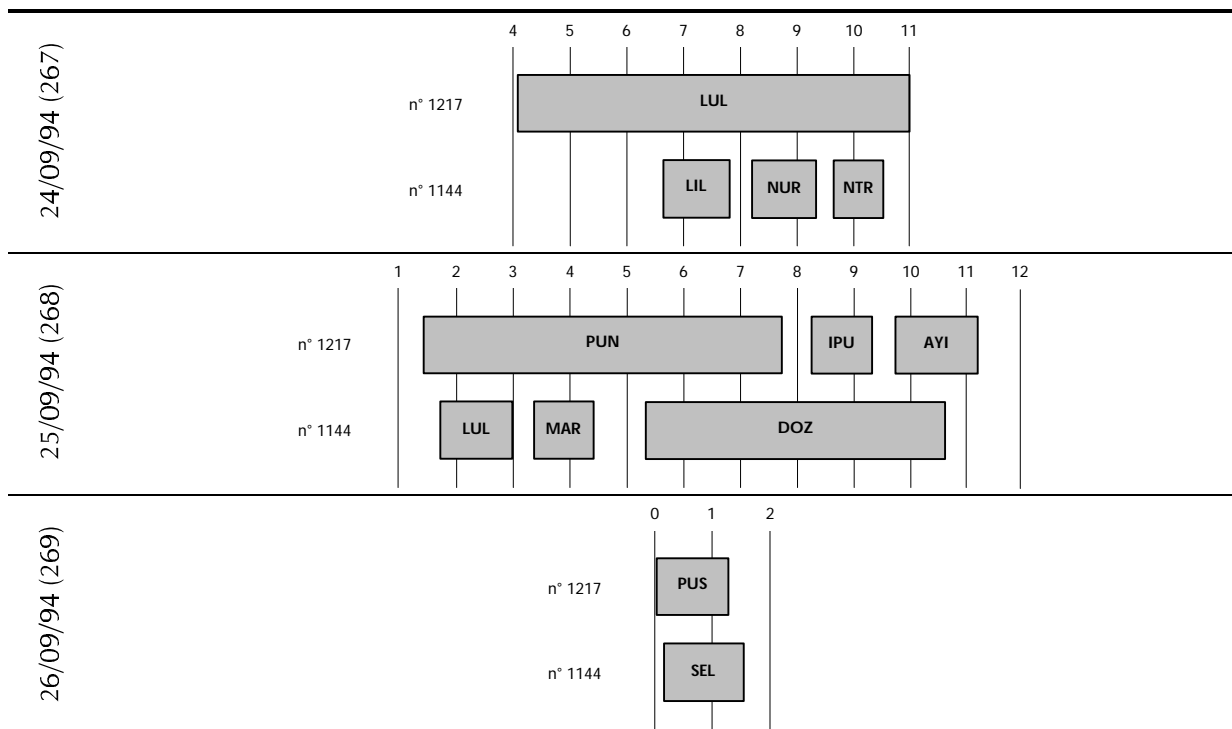 24/09/94 (267)
4 5 6 7 8 9 10 11
n° 1217 LUL
n° 1144 LIL NUR NTR
25/09/94 (268)
1 2 3 4 5 6 7 8 9 10 11 12
n° 1217 PUN IPU AYI
n° 1144 LUL MAR DOZ
26/09/94 (269)
0 1 2
n° 1217 PUS
n° 1144 SEL